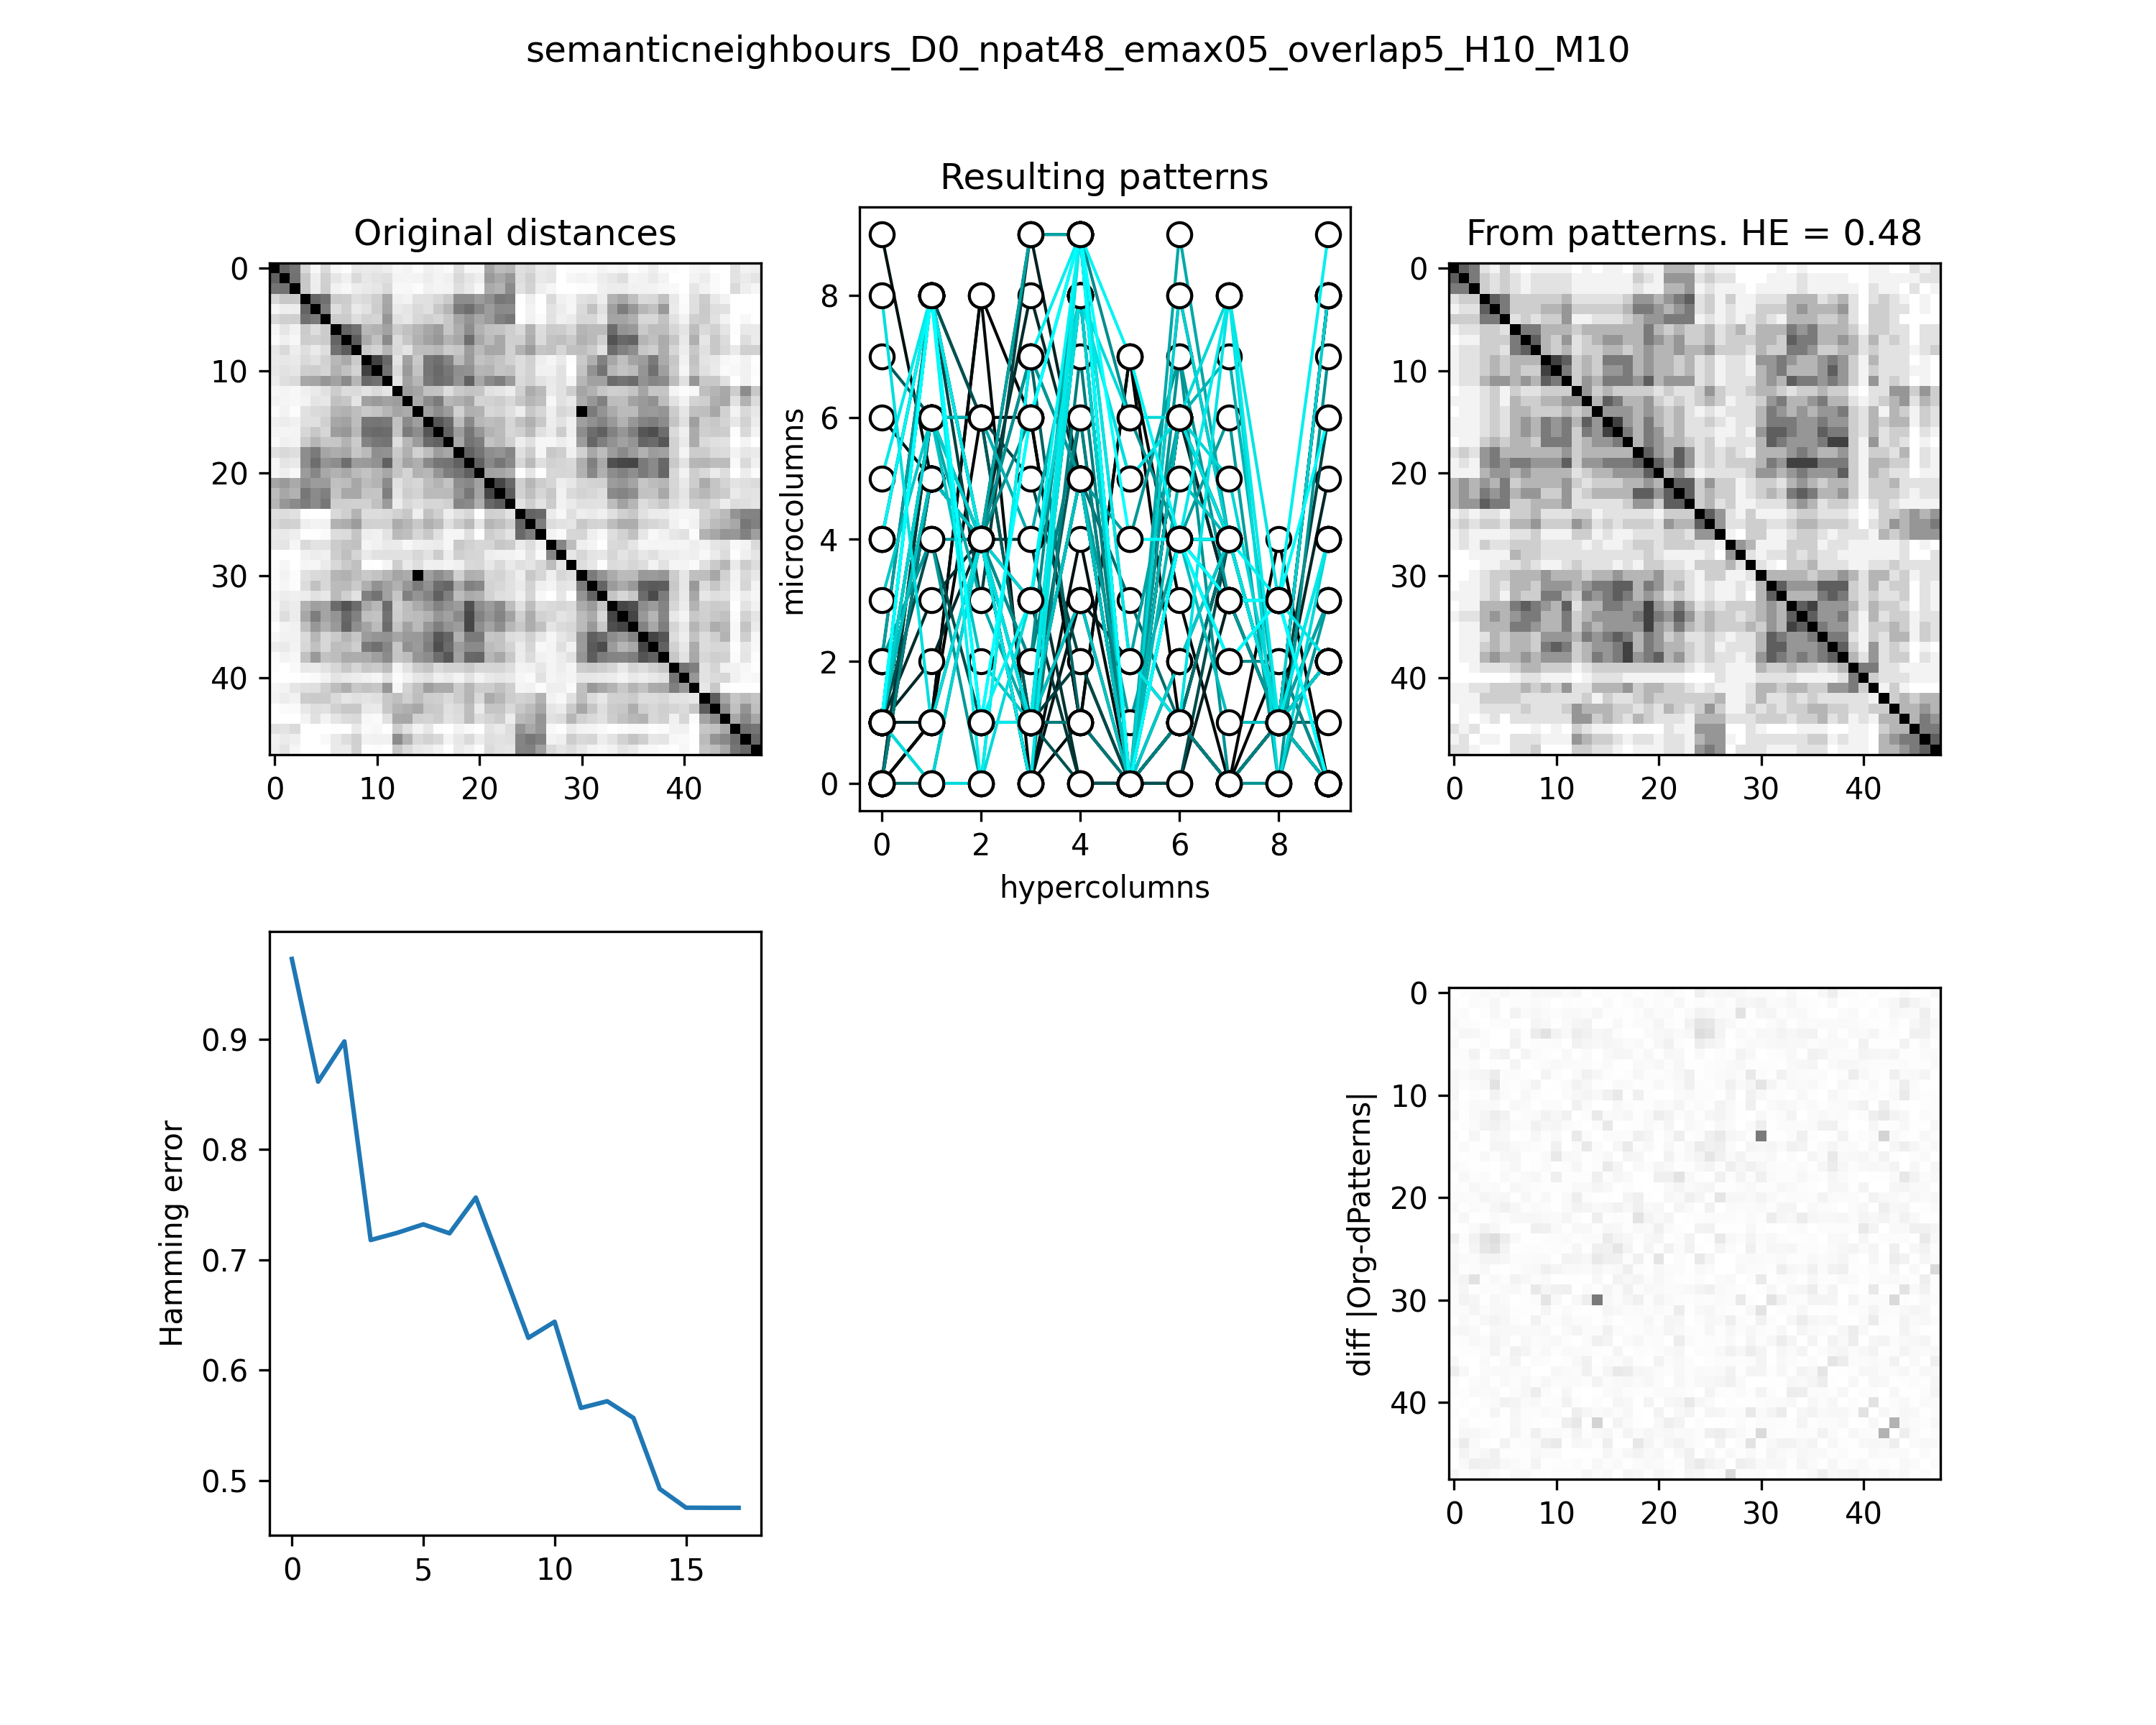 semanticneighbours_D0_npat48_emax05_overlap5_H10_M10
Original distances
0
10
20
30
40
0 10 20 30 40
Resulting patterns
microcolumns
8
6
4
2
0
0 2 4 6 8
hypercolumns
From patterns. HE = 0.48
0
10
20
30
40
0 10 20 30 40
Hamming error
0.9
0.8
0.7
0.6
0.5
0 5 10 15
diff |Org-dPatterns|
0
10
20
30
40
0 10 20 30 40